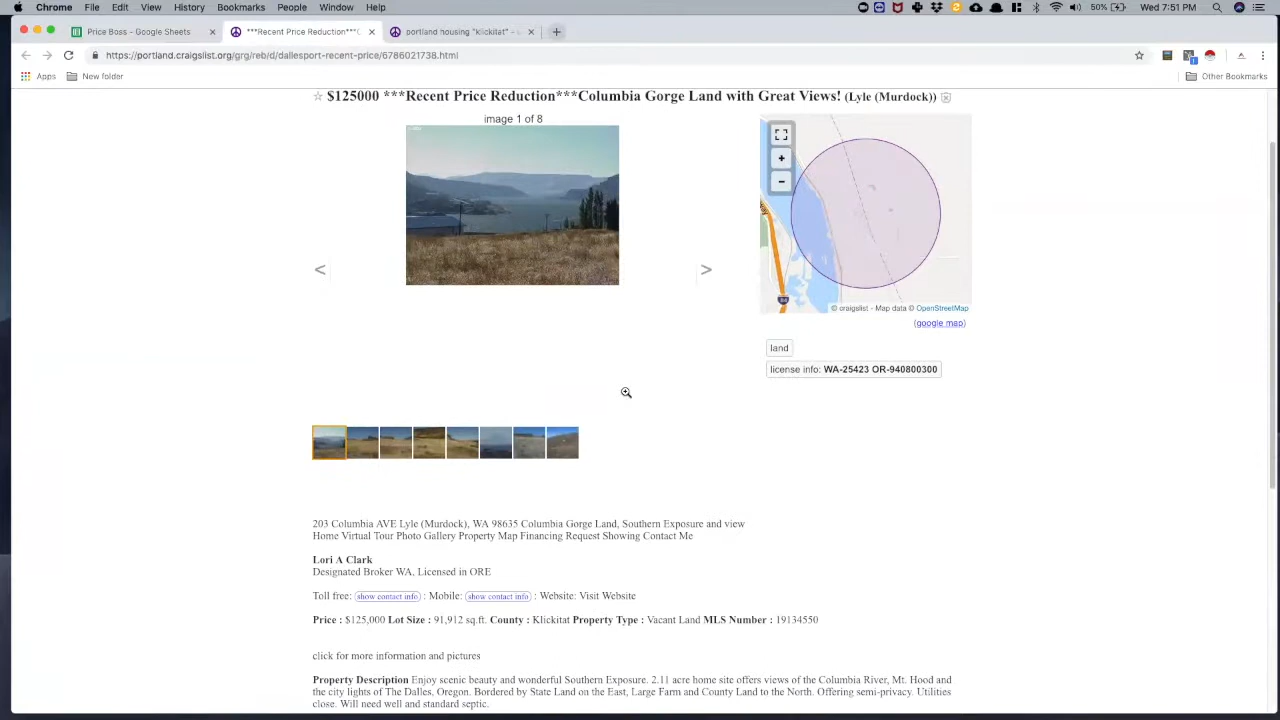 Chrome File Edit View History Bookmarks People Window Help 50% Wed 7:51 PM
Price Boss - Google Sheets × ***Recent Price Reduction*** × portland housing "klickitat" - × +
https://portland.craigslist.org/grg/reb/d/dallesport-recent-price/6786021738.html
Apps New folder Other Bookmarks
☆ $125000 ***Recent Price Reduction***Columbia Gorge Land with Great Views! (Lyle (Murdock))
image 1 of 8
+
−
84
< >
© craigslist - Map data © OpenStreetMap
(google map)
land
license info: WA-25423 OR-940800300
203 Columbia AVE Lyle (Murdock), WA 98635 Columbia Gorge Land, Southern Exposure and view
Home Virtual Tour Photo Gallery Property Map Financing Request Showing Contact Me
Lori A Clark
Designated Broker WA, Licensed in ORE
Toll free: show contact info : Mobile: show contact info : Website: Visit Website
Price : $125,000 Lot Size : 91,912 sq.ft. County : Klickitat Property Type : Vacant Land MLS Number : 19134550
click for more information and pictures
Property Description Enjoy scenic beauty and wonderful Southern Exposure. 2.11 acre home site offers views of the Columbia River, Mt. Hood and
the city lights of The Dalles, Oregon. Bordered by State Land on the East, Large Farm and County Land to the North. Offering semi-privacy. Utilities
close. Will need well and standard septic.